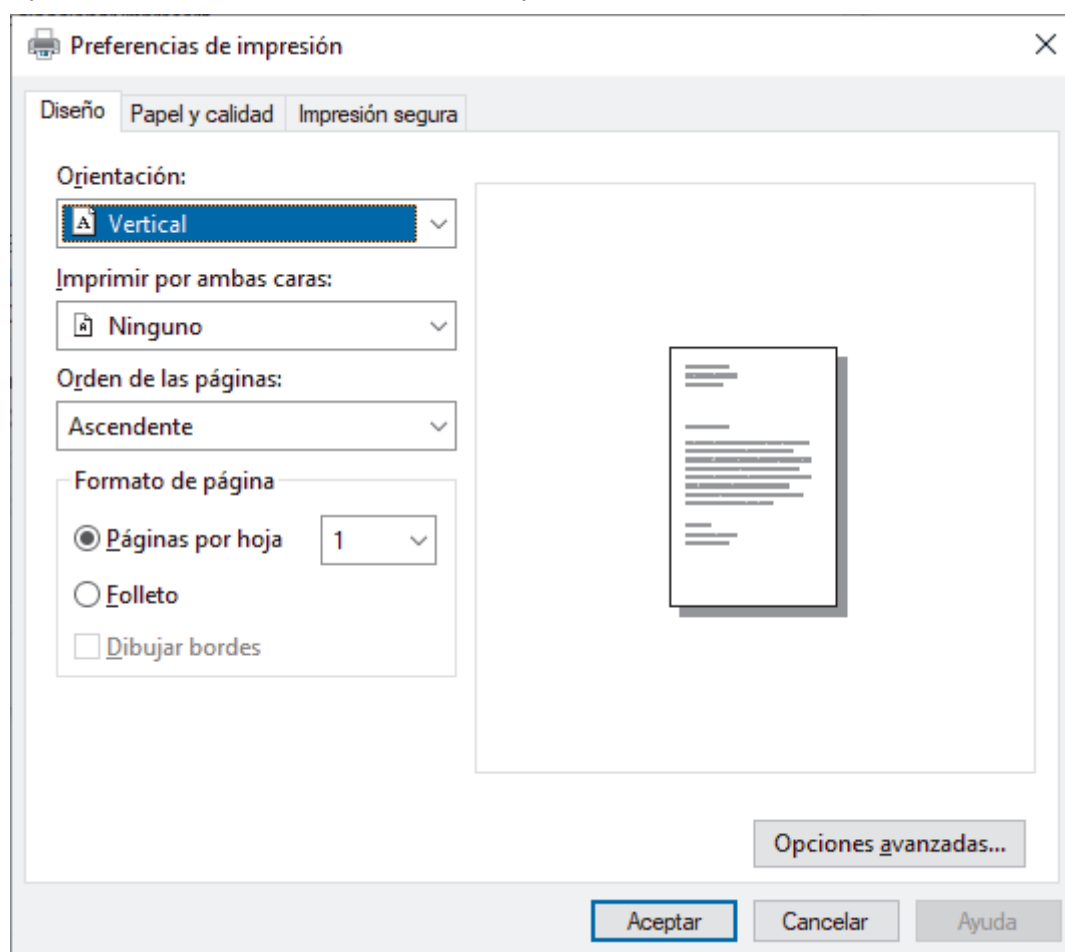 Preferencias de impresión
Diseño Papel y calidad Impresión segura
Orientación:
Vertical
Imprimir por ambas caras:
Ninguno
Orden de las páginas:
Ascendente
Formato de página
Páginas por hoja 1
Folleto
Dibujar bordes
Opciones avanzadas...
Aceptar Cancelar Ayuda